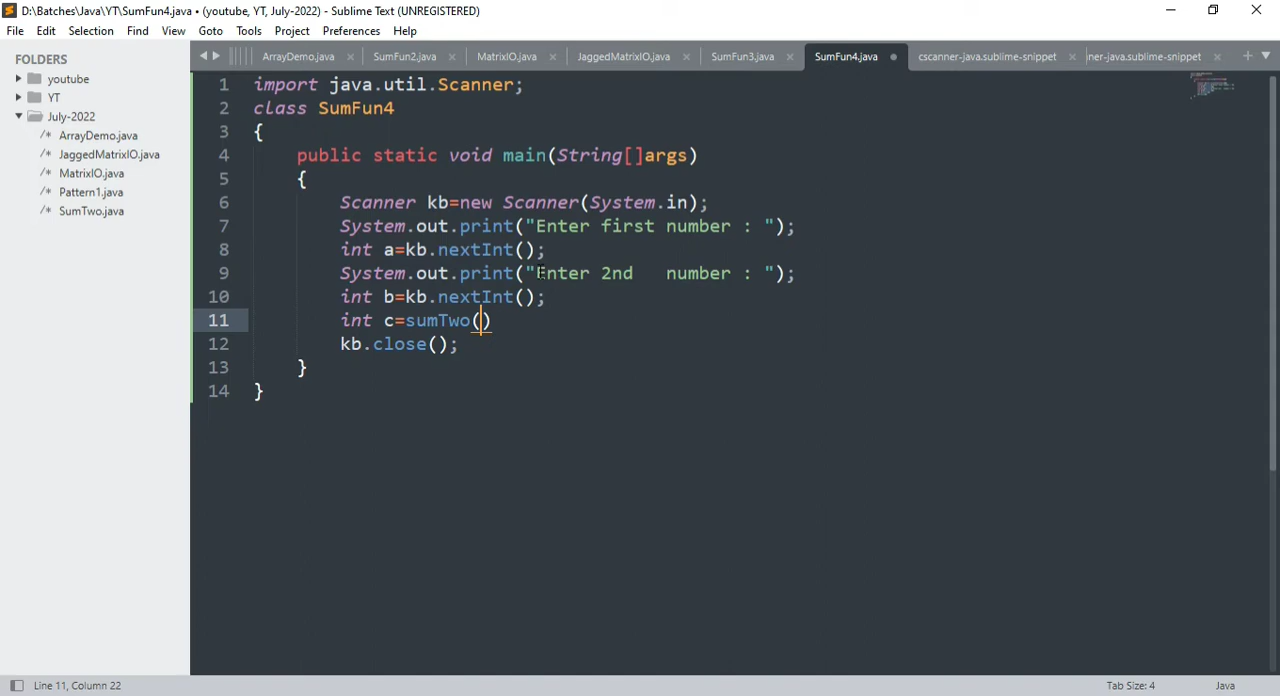 D:\Batches\Java\YT\SumFun4.java • (youtube, YT, July-2022) - Sublime Text (UNREGISTERED)
File Edit Selection Find View Goto Tools Project Preferences Help
FOLDERS
youtube
YT
July-2022
/* ArrayDemo.java
/* JaggedMatrixIO.java
/* MatrixIO.java
/* Pattern1.java
/* SumTwo.java
ArrayDemo.java SumFun2.java MatrixIO.java JaggedMatrixIO.java SumFun3.java SumFun4.java cscanner-java.sublime-snippet ner-java.sublime-snippet
1 import java.util.Scanner;
2 class SumFun4
3 {
4 public static void main(String[]args)
5 {
6 Scanner kb=new Scanner(System.in);
7 System.out.print("Enter first number : ");
8 int a=kb.nextInt();
9 System.out.print("Enter 2nd   number : ");
10 int b=kb.nextInt();
11 int c=sumTwo()
12 kb.close();
13 }
14 }
Line 11, Column 22
Tab Size: 4
Java